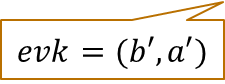 evk = (b′, a′)